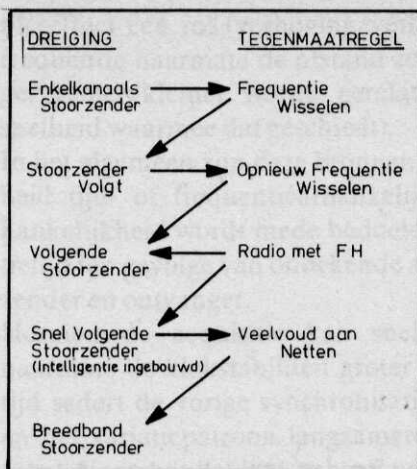 DREIGING TEGENMAATREGEL
Enkelkanaals Frequentie
Stoorzender Wisselen
Stoorzender Opnieuw Frequentie
Volgt Wisselen
Volgende Radio met FH
Stoorzender
Snel Volgende Veelvoud aan
Stoorzender Netten
(Intelligentie ingebouwd)
Breedband
Stoorzender